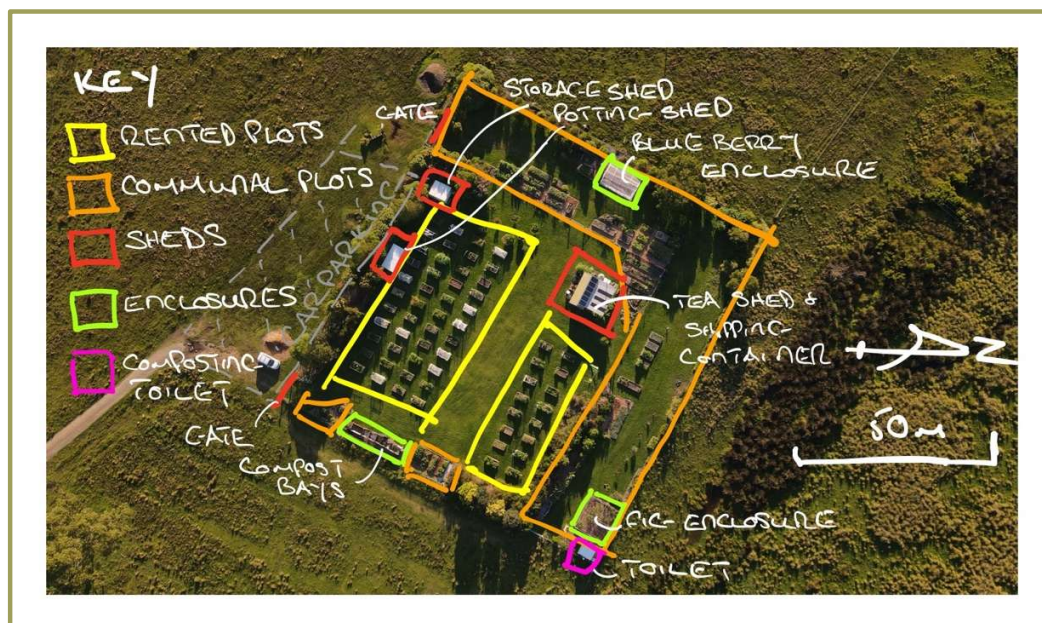 KEY
RENTED PLOTS
COMMUNAL PLOTS
SHEDS
ENCLOSURES
COMPOSTING
TOILET
GATE
STORAGE SHED
POTTING SHED
BLUE BERRY
ENCLOSURE
CAR PARKING
TEA SHED &
SHIPPING
CONTAINER
N
50M
GATE
COMPOST
BAYS
FIG ENCLOSURE
TOILET